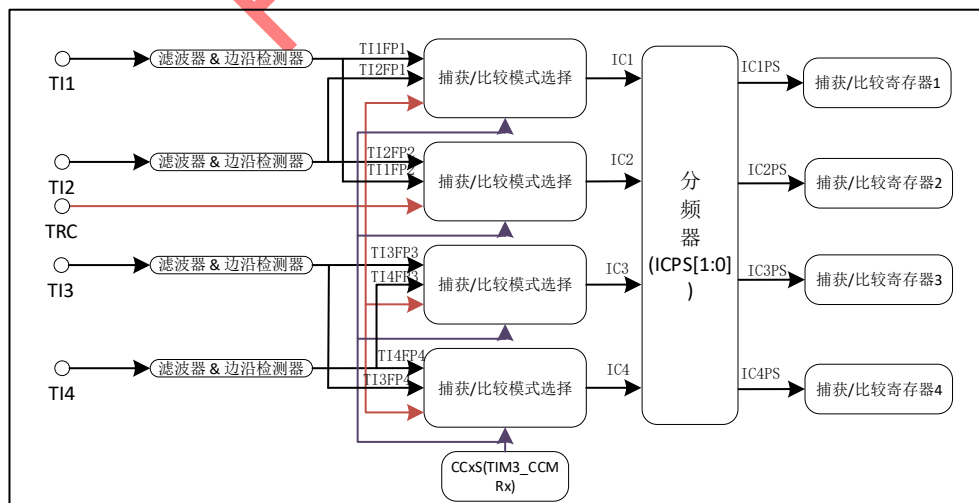 TI1
滤波器 & 边沿检测器
TI1FP1
TI2FP1
捕获/比较模式选择
IC1
IC1PS
捕获/比较寄存器1
TI2
滤波器 & 边沿检测器
TI2FP2
TI1FP2
捕获/比较模式选择
IC2
IC2PS
捕获/比较寄存器2
TRC
分
频
器
(ICPS[1:0]
)
TI3
滤波器 & 边沿检测器
TI3FP3
TI4FP3
捕获/比较模式选择
IC3
IC3PS
捕获/比较寄存器3
TI4
滤波器 & 边沿检测器
TI4FP4
TI3FP4
捕获/比较模式选择
IC4
IC4PS
捕获/比较寄存器4
CCxS(TIM3_CCM
Rx)